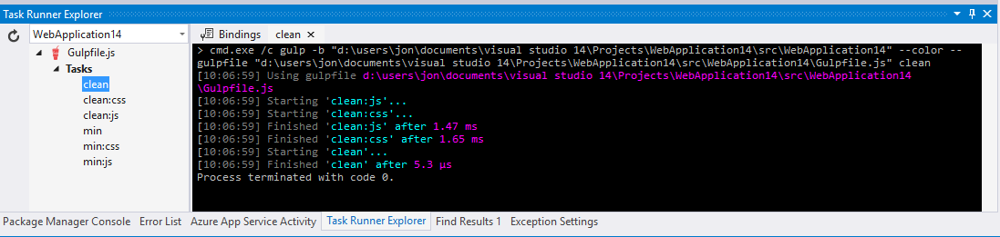 Task Runner Explorer
WebApplication14
Gulpfile.js
Tasks
clean
clean:css
clean:js
min
min:css
min:js
Bindings clean
> cmd.exe /c gulp -b "d:\users\jon\documents\visual studio 14\Projects\WebApplication14\src\WebApplication14" --color --
gulpfile "d:\users\jon\documents\visual studio 14\Projects\WebApplication14\src\WebApplication14\Gulpfile.js" clean
[10:06:59] Using gulpfile d:\users\jon\documents\visual studio 14\Projects\WebApplication14\src\WebApplication14
\Gulpfile.js
[10:06:59] Starting 'clean:js'...
[10:06:59] Starting 'clean:css'...
[10:06:59] Finished 'clean:js' after 1.47 ms
[10:06:59] Finished 'clean:css' after 1.65 ms
[10:06:59] Starting 'clean'...
[10:06:59] Finished 'clean' after 5.3 μs
Process terminated with code 0.
Package Manager Console Error List Azure App Service Activity Task Runner Explorer Find Results 1 Exception Settings